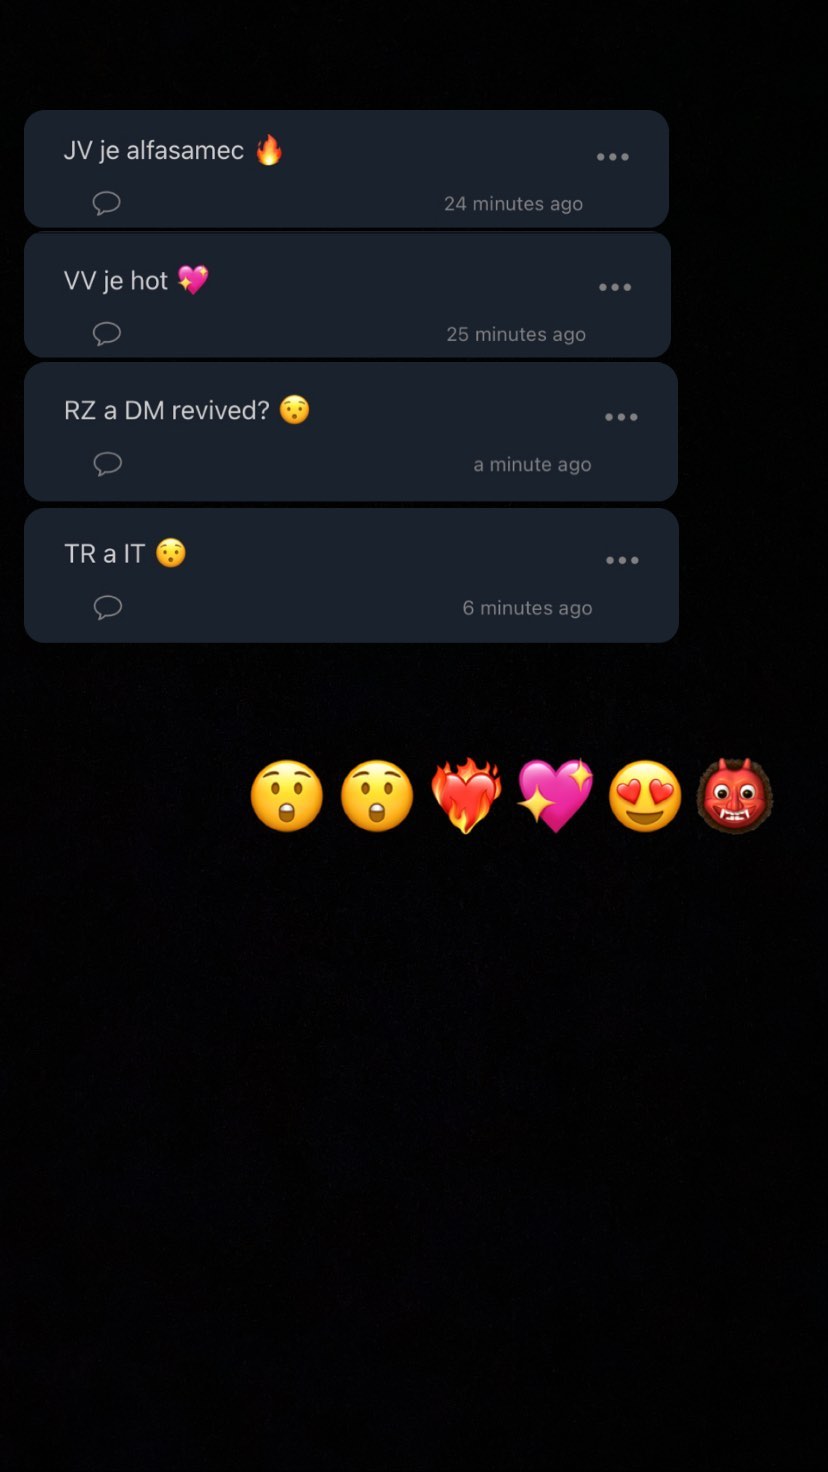 JV je alfasamec 🔥
24 minutes ago
VV je hot 💖
25 minutes ago
RZ a DM revived? 😯
a minute ago
TR a IT 😯
6 minutes ago
😲😲❤️‍🔥💖😍👹